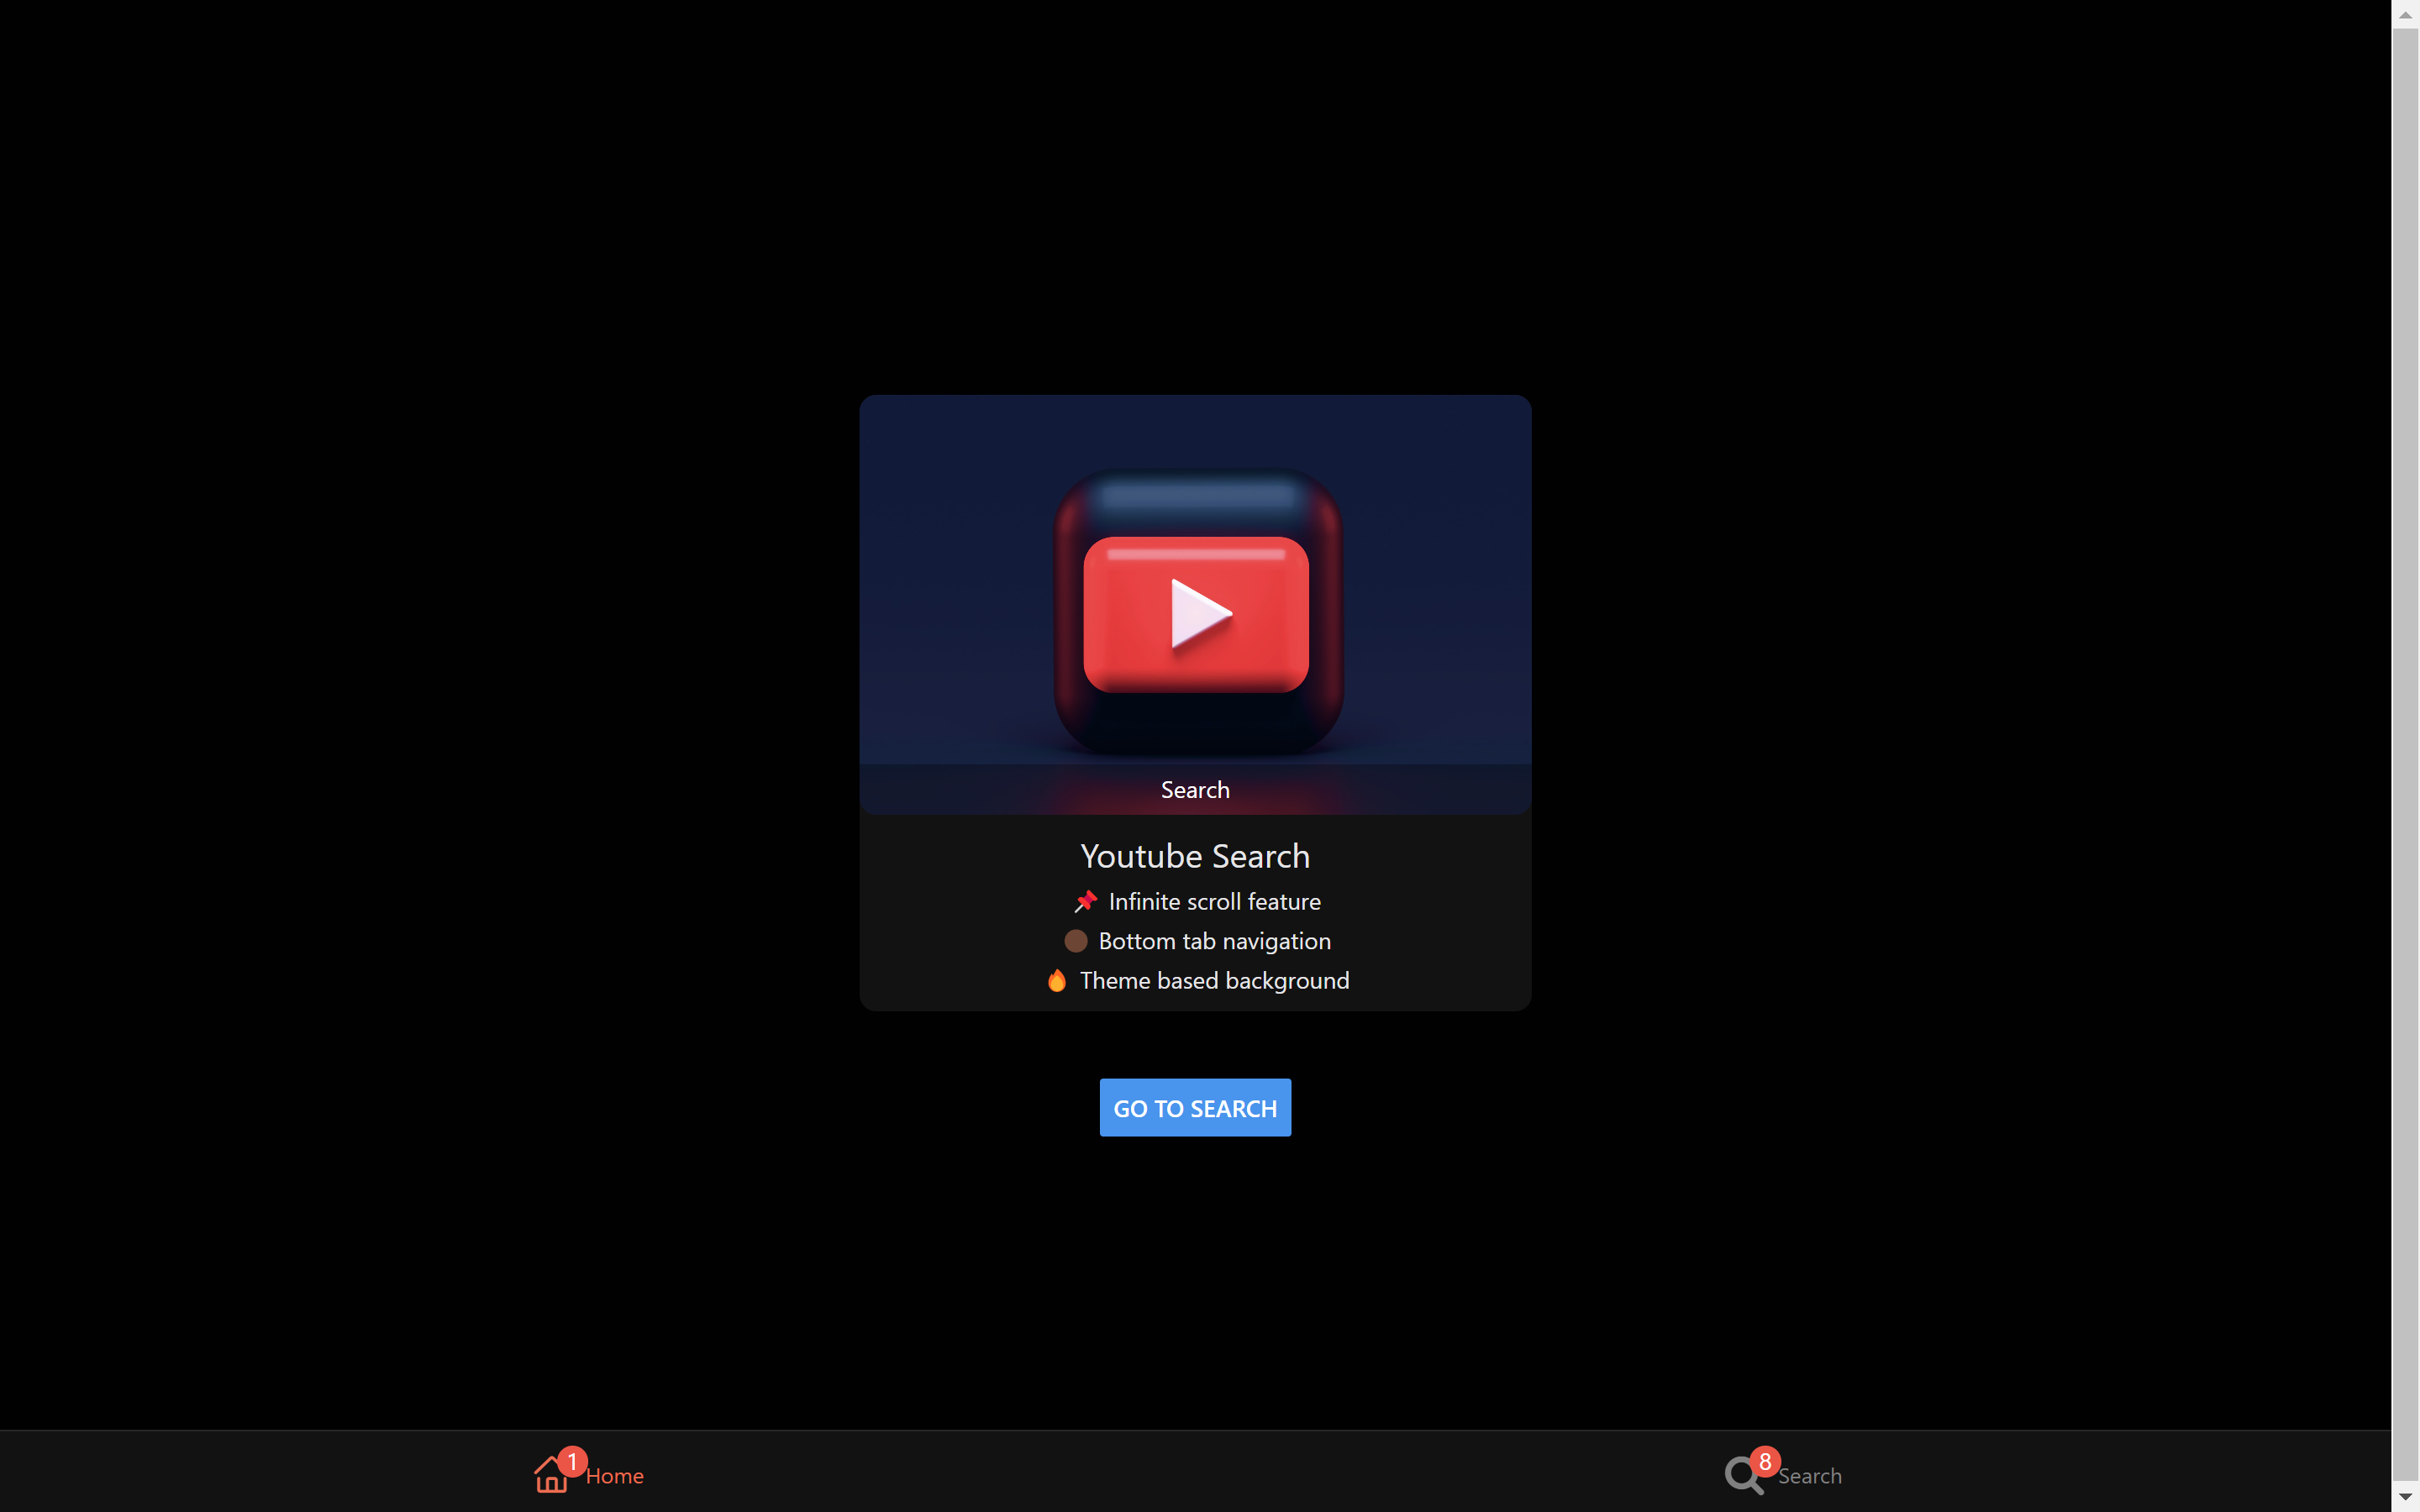 Search
Youtube Search
📌 Infinite scroll feature
🟤 Bottom tab navigation
🔥 Theme based background
GO TO SEARCH
1
Home
8
Search